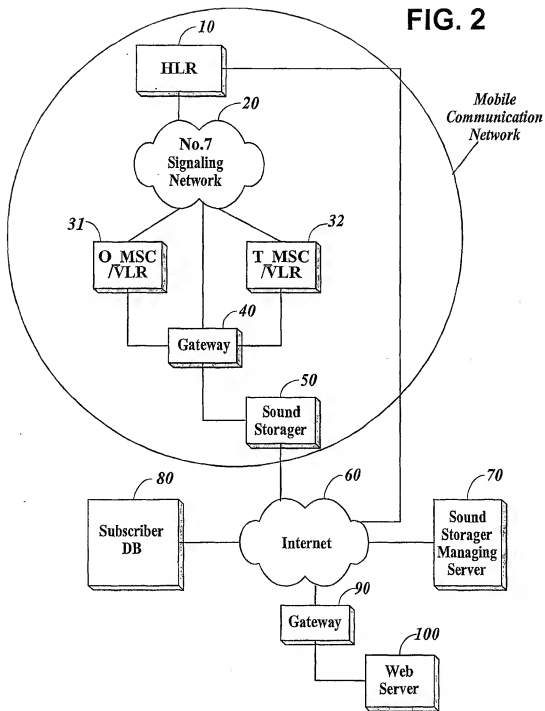 FIG. 2
10
HLR
Mobile
Communication
Network
20
No.7
Signaling
Network
31
O_MSC
/VLR
32
T_MSC
/VLR
40
Gateway
50
Sound
Storager
60
Internet
80
Subscriber
DB
70
Sound
Storager
Managing
Server
90
Gateway
100
Web
Server